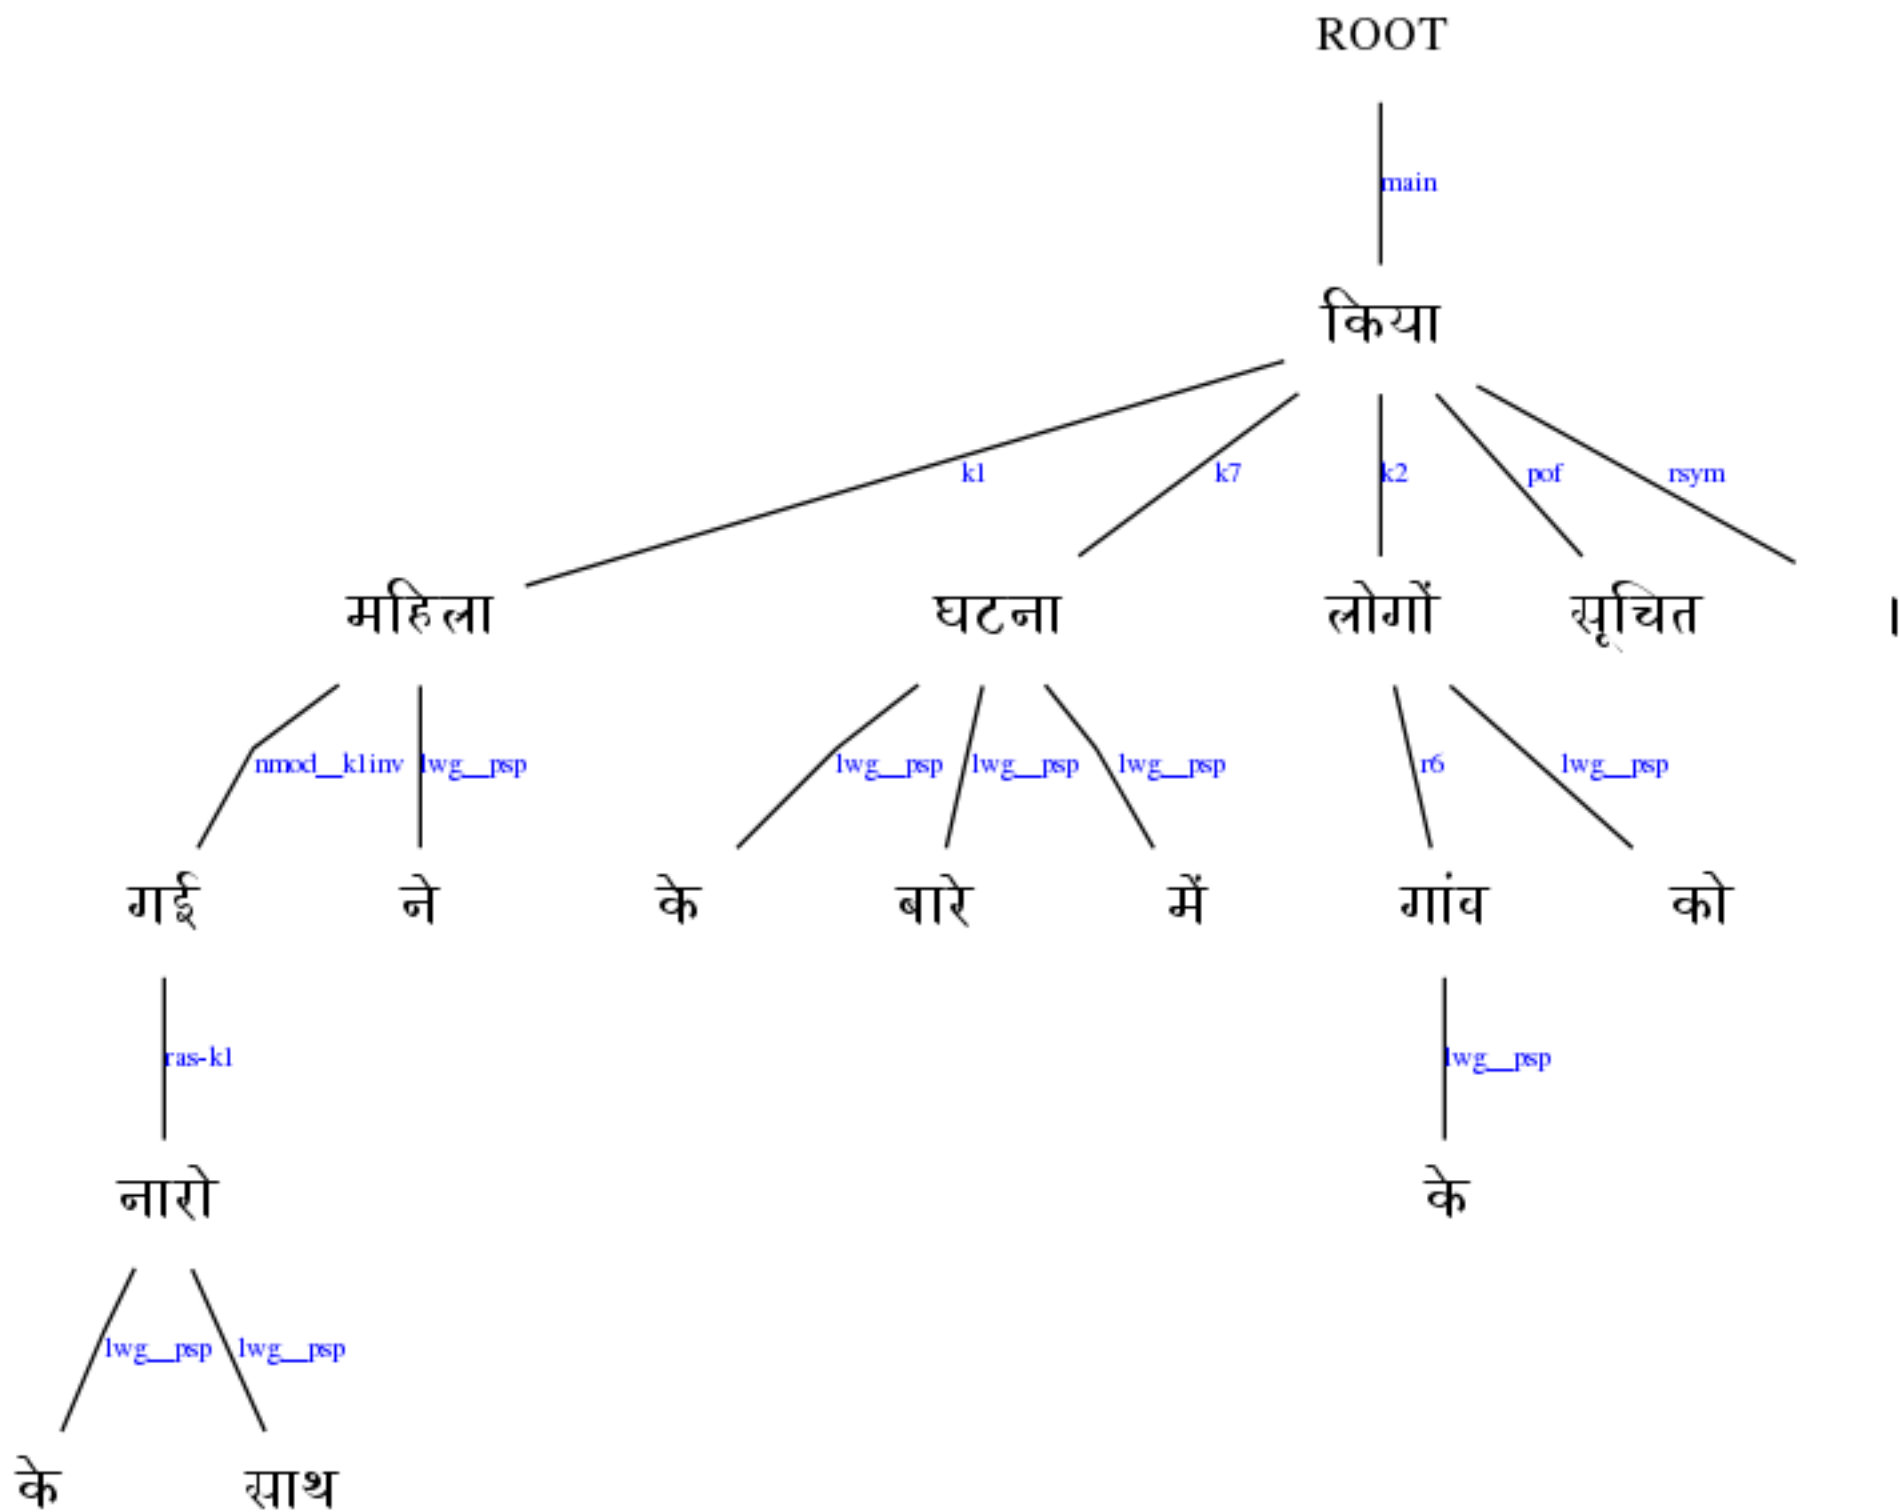 ROOT
main
किया
k1 k7 k2 pof rsym
महिला घटना लोगों सूचित ।
nmod__k1inv lwg__psp lwg__psp lwg__psp lwg__psp r6 lwg__psp
गई ने के बारे में गांव को
ras-k1 lwg__psp
नारो के
lwg__psp lwg__psp
के साथ